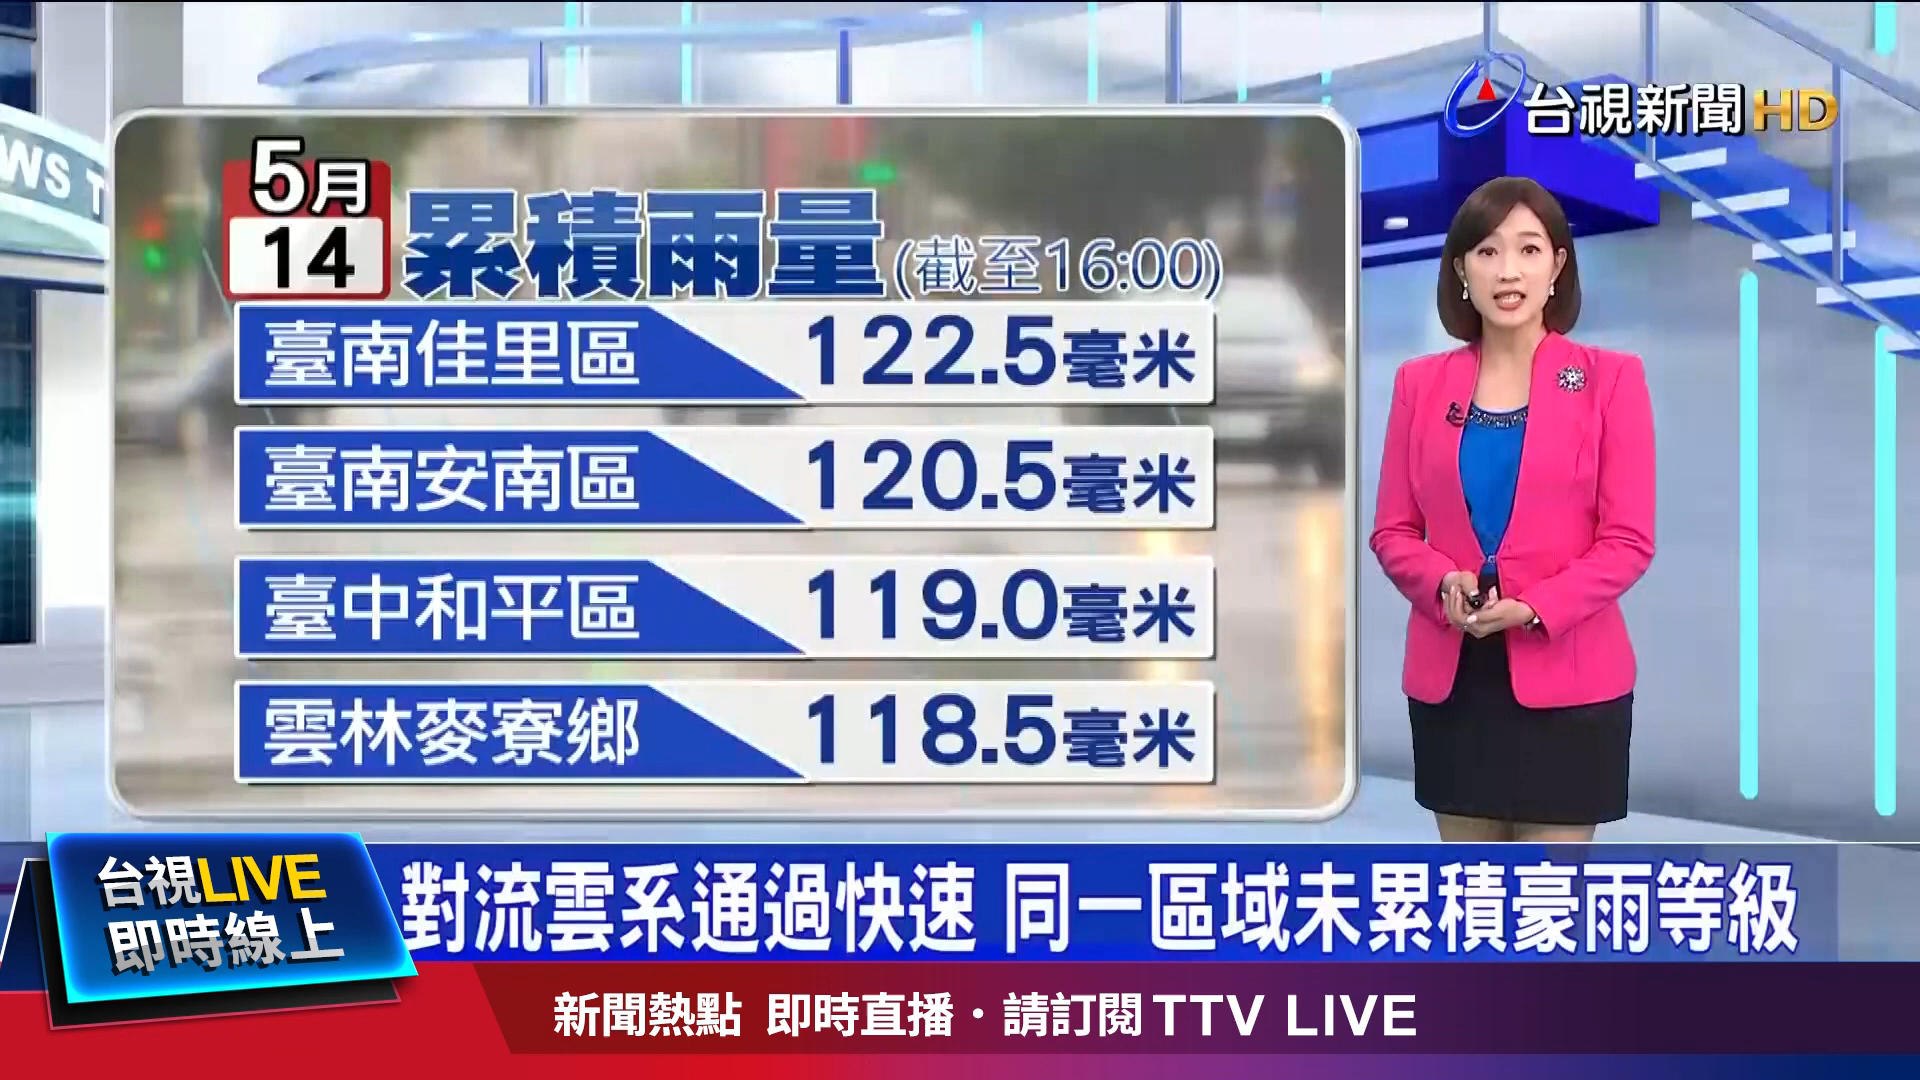 台視新聞HD
WS T
5月
14
累積雨量(截至16:00)
臺南佳里區 122.5毫米
臺南安南區 120.5毫米
臺中和平區 119.0毫米
雲林麥寮鄉 118.5毫米
台視LIVE
即時線上
對流雲系通過快速 同一區域未累積豪雨等級
新聞熱點 即時直播・請訂閱TTV LIVE